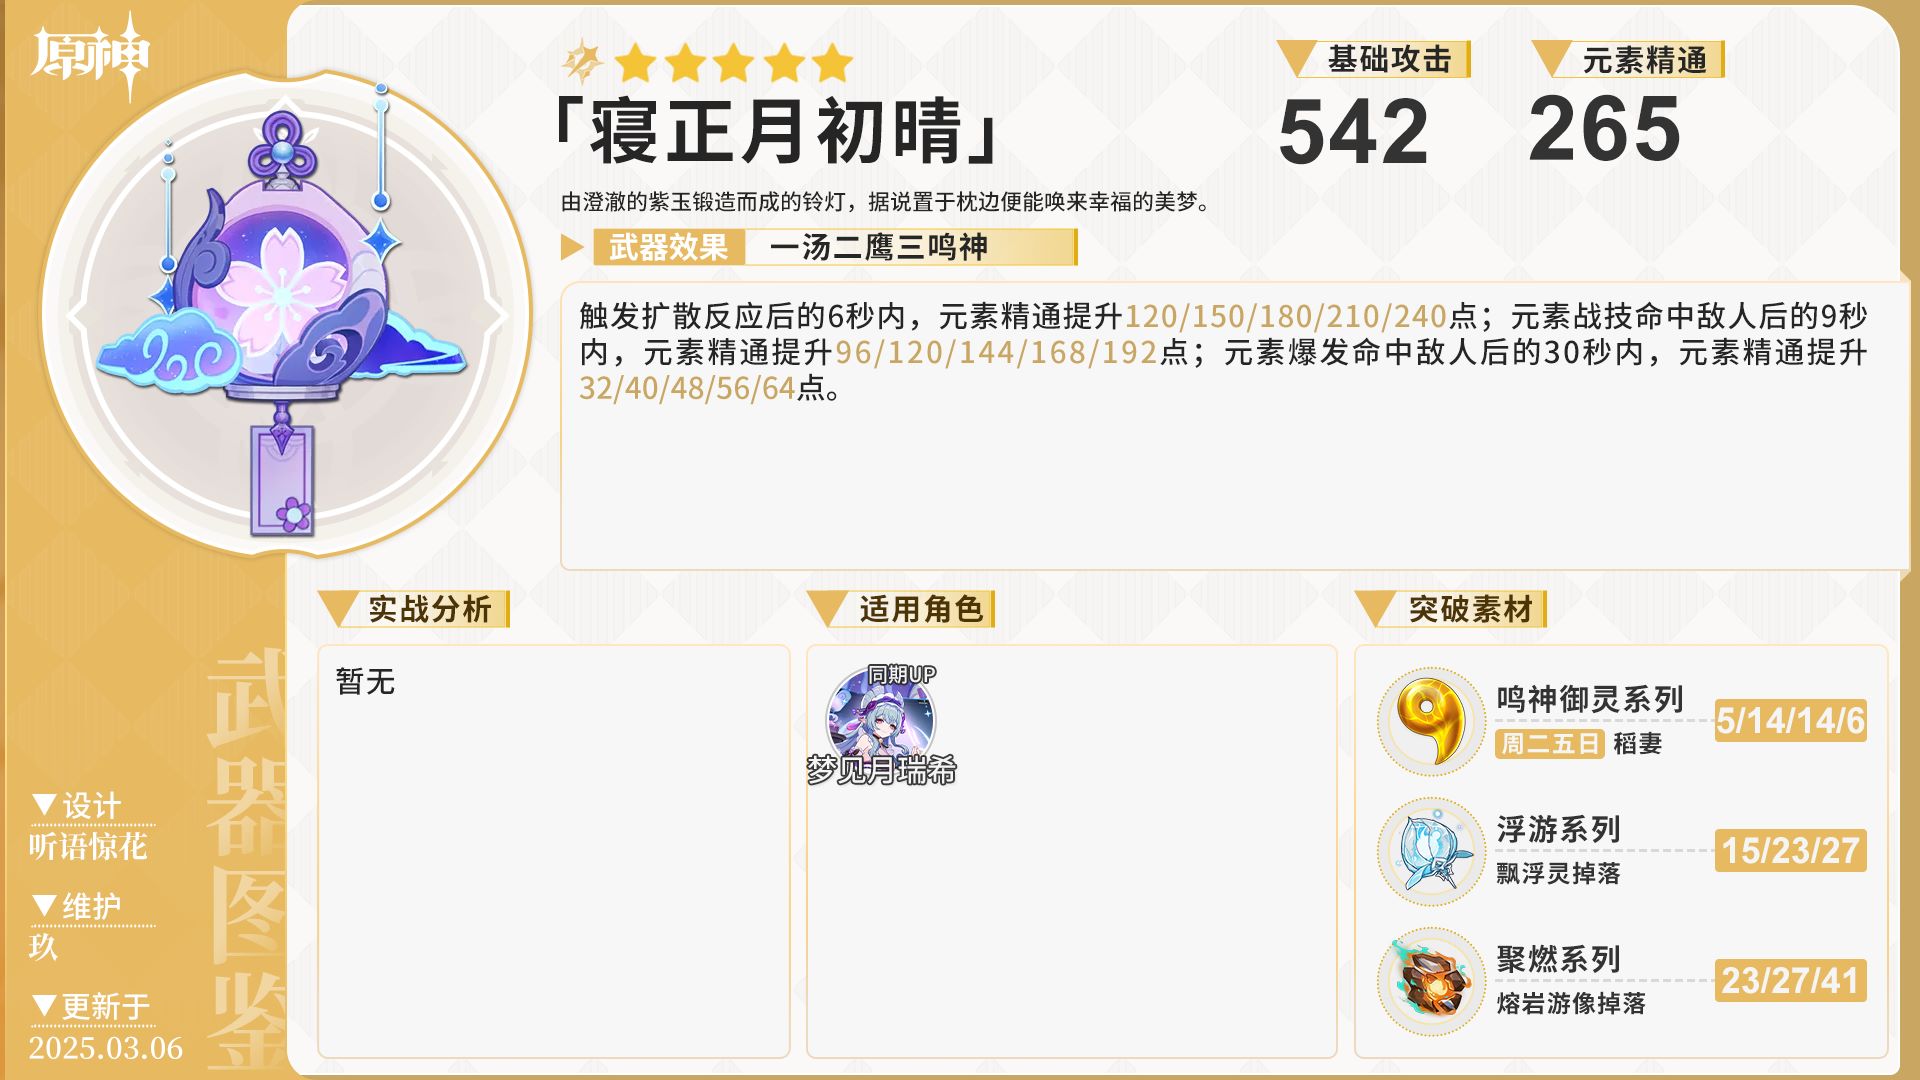 原神
「寝正月初晴」
基础攻击
542
元素精通
265
由澄澈的紫玉锻造而成的铃灯，据说置于枕边便能唤来幸福的美梦。
武器效果
一汤二鹰三鸣神
触发扩散反应后的6秒内，元素精通提升120/150/180/210/240点；元素战技命中敌人后的9秒
内，元素精通提升96/120/144/168/192点；元素爆发命中敌人后的30秒内，元素精通提升
32/40/48/56/64点。
武器图鉴
▼设计
听语惊花
▼维护
玖
▼更新于
2025.03.06
实战分析
暂无
适用角色
同期UP
梦见月瑞希
突破素材
鸣神御灵系列
周二五日 稻妻
5/14/14/6
浮游系列
飘浮灵掉落
15/23/27
聚燃系列
熔岩游像掉落
23/27/41